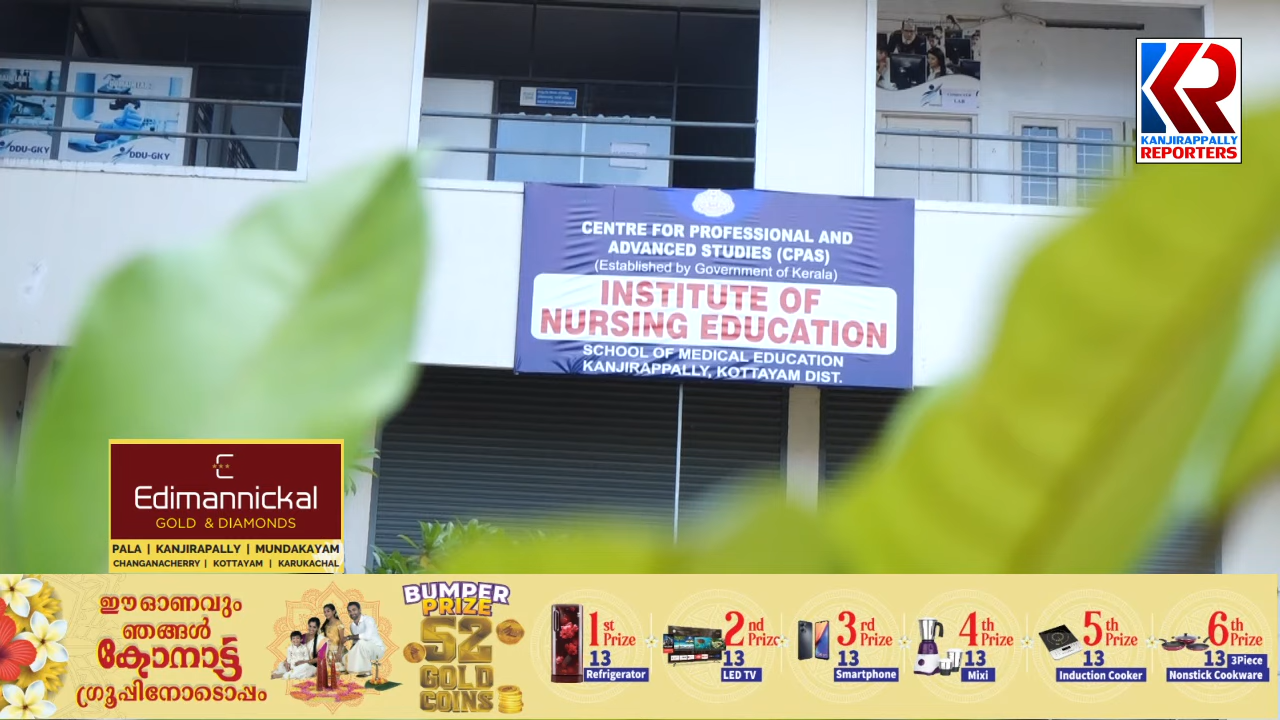 DDU-GKY
DDU-GKY
LAB
KR
KANJIRAPPALLY
REPORTERS
CENTRE FOR PROFESSIONAL AND
ADVANCED STUDIES (CPAS)
(Established by Government of Kerala)
INSTITUTE OF
NURSING EDUCATION
SCHOOL OF MEDICAL EDUCATION
KANJIRAPPALLY, KOTTAYAM DIST.
Edimannickal
GOLD & DIAMONDS
PALA | KANJIRAPALLY | MUNDAKAYAM
CHANGANACHERRY | KOTTAYAM | KARUKACHAL
ഈ ഓണവും
ഞങ്ങൾ
ക്യോനാട്ട്
ഗ്രൂപ്പിനോടൊപ്പം
BUMPER
PRIZE
52
GOLD
COINS
1st Prize
13
Refrigerator
2nd Prize
13
LED TV
3rd Prize
13
Smartphone
4th Prize
13
Mixi
5th Prize
13
Induction Cooker
6th Prize
13 3Piece
Nonstick Cookware